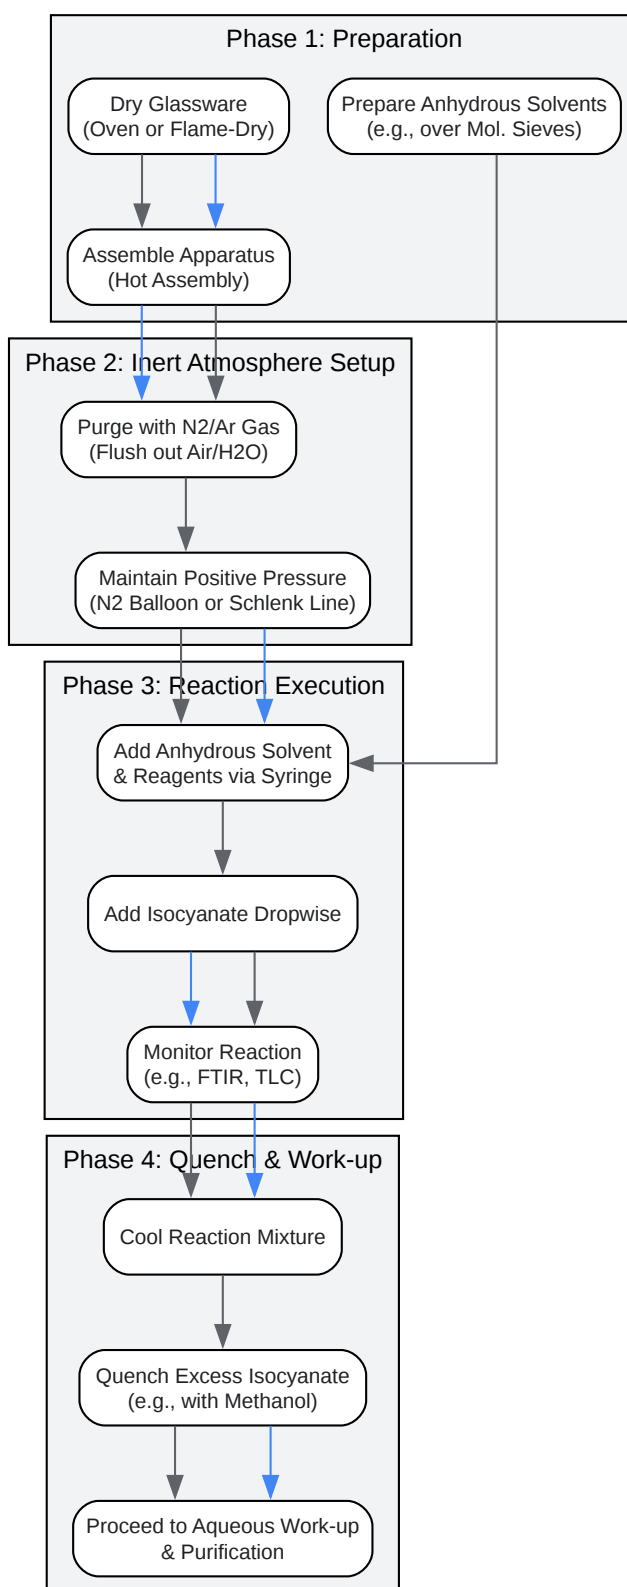 Phase 1: Preparation
Dry Glassware
(Oven or Flame-Dry)
Prepare Anhydrous Solvents
(e.g., over Mol. Sieves)
Assemble Apparatus
(Hot Assembly)
Phase 2: Inert Atmosphere Setup
Purge with N2/Ar Gas
(Flush out Air/H2O)
Maintain Positive Pressure
(N2 Balloon or Schlenk Line)
Phase 3: Reaction Execution
Add Anhydrous Solvent
& Reagents via Syringe
Add Isocyanate Dropwise
Monitor Reaction
(e.g., FTIR, TLC)
Phase 4: Quench & Work-up
Cool Reaction Mixture
Quench Excess Isocyanate
(e.g., with Methanol)
Proceed to Aqueous Work-up
& Purification